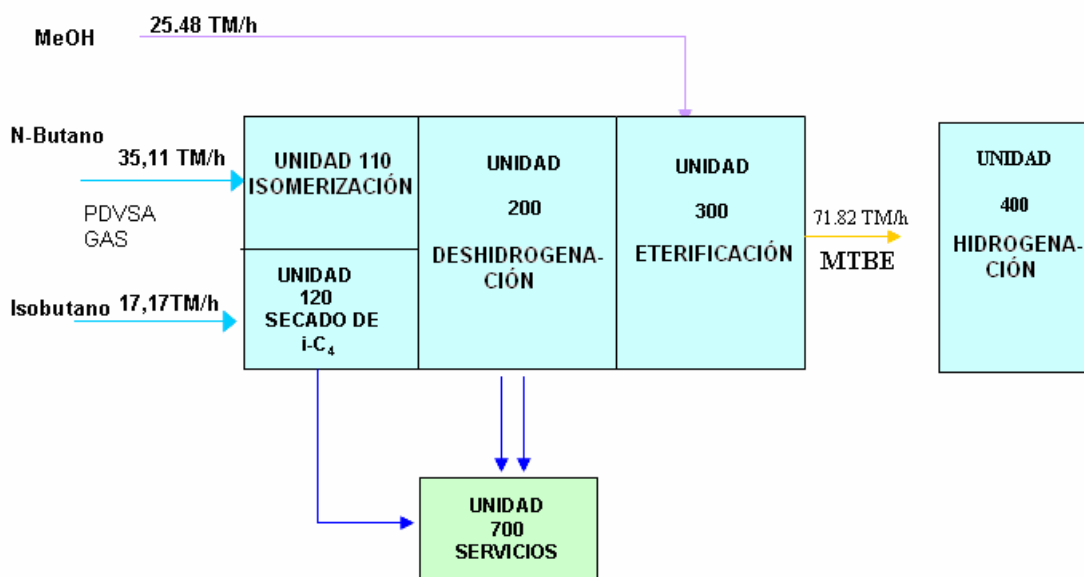 MeOH
25.48 TM/h
N-Butano
35,11 TM/h
PDVSA
GAS
Isobutano
17,17TM/h
UNIDAD 110
ISOMERIZACIÓN
UNIDAD
120
SECADO DE
i-C4
UNIDAD
200
DESHIDROGENA-
CIÓN
UNIDAD
300
ETERIFICACIÓN
71.82 TM/h
MTBE
UNIDAD
400
HIDROGENA-
CIÓN
UNIDAD
700
SERVICIOS